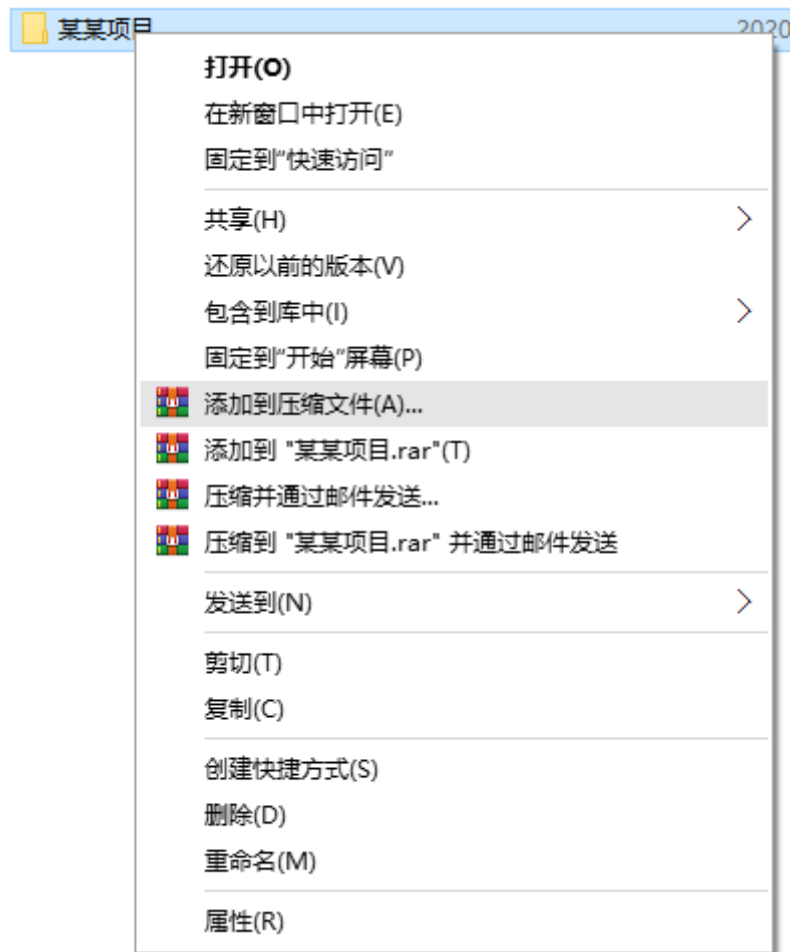 某某项目
2020
打开(O)
在新窗口中打开(E)
固定到"快速访问"
共享(H)
还原以前的版本(V)
包含到库中(I)
固定到"开始"屏幕(P)
添加到压缩文件(A)...
添加到 "某某项目.rar"(T)
压缩并通过邮件发送...
压缩到 "某某项目.rar" 并通过邮件发送
发送到(N)
剪切(T)
复制(C)
创建快捷方式(S)
删除(D)
重命名(M)
属性(R)